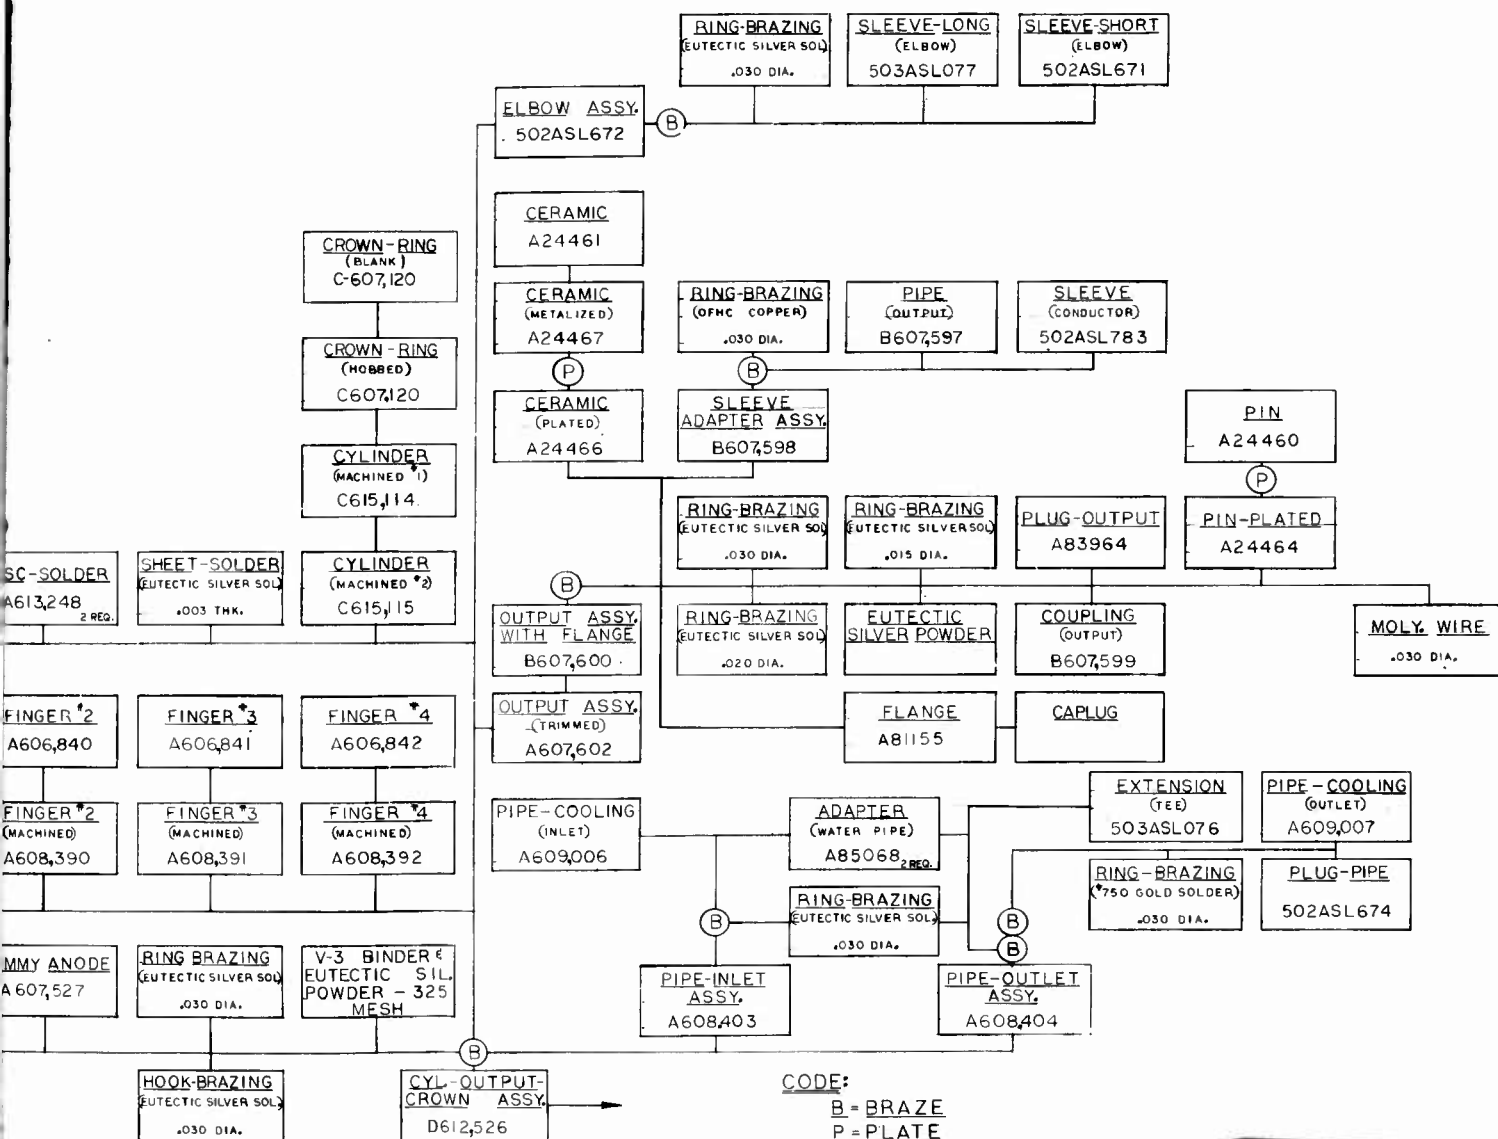 RING-BRAZING
(EUTECTIC SILVER SOL)
.030 DIA.
SLEEVE-LONG
(ELBOW)
503ASL077
SLEEVE-SHORT
(ELBOW)
502ASL671
ELBOW ASSY.
502ASL672
B
CERAMIC
A24461
CROWN-RING
(BLANK)
C-607,120
CERAMIC
(METALIZED)
A24467
RING-BRAZING
(OFHC COPPER)
.030 DIA.
PIPE
(OUTPUT)
B607,597
SLEEVE
(CONDUCTOR)
502ASL783
CROWN-RING
(HOBBED)
C607,120
P
B
CERAMIC
(PLATED)
A24466
SLEEVE
ADAPTER ASSY.
B607,598
PIN
A24460
CYLINDER
(MACHINED #1)
C615,114
P
RING-BRAZING
(EUTECTIC SILVER SOL)
.030 DIA.
RING-BRAZING
(EUTECTIC SILVER SOL)
.015 DIA.
PLUG-OUTPUT
A83964
PIN-PLATED
A24464
SC-SOLDER
A613,248
2 REQ.
SHEET-SOLDER
(EUTECTIC SILVER SOL)
.003 THK.
CYLINDER
(MACHINED #2)
C615,115
B
OUTPUT ASSY.
WITH FLANGE
B607,600
RING-BRAZING
(EUTECTIC SILVER SOL)
.020 DIA.
EUTECTIC
SILVER POWDER
COUPLING
(OUTPUT)
B607,599
MOLY. WIRE
.030 DIA.
FINGER #2
A606,840
FINGER #3
A606,841
FINGER #4
A606,842
OUTPUT ASSY.
(TRIMMED)
A607,602
FLANGE
A81155
CAPLUG
FINGER #2
(MACHINED)
A608,390
FINGER #3
(MACHINED)
A608,391
FINGER #4
(MACHINED)
A608,392
PIPE-COOLING
(INLET)
A609,006
ADAPTER
(WATER PIPE)
A85068 2 REQ.
EXTENSION
(TEE)
503ASL076
PIPE-COOLING
(OUTLET)
A609,007
B
RING-BRAZING
(EUTECTIC SILVER SOL)
.030 DIA.
B
B
RING-BRAZING
(#750 GOLD SOLDER)
.030 DIA.
PLUG-PIPE
502ASL674
MMY ANODE
A607,527
RING BRAZING
(EUTECTIC SILVER SOL)
.030 DIA.
V-3 BINDER &
EUTECTIC SIL.
POWDER - 325
MESH
PIPE-INLET
ASSY.
A608,403
PIPE-OUTLET
ASSY.
A608,404
B
HOOK-BRAZING
(EUTECTIC SILVER SOL)
.030 DIA.
CYL.-OUTPUT-
CROWN ASSY.
D612,526
CODE:
B = BRAZE
P = PLATE